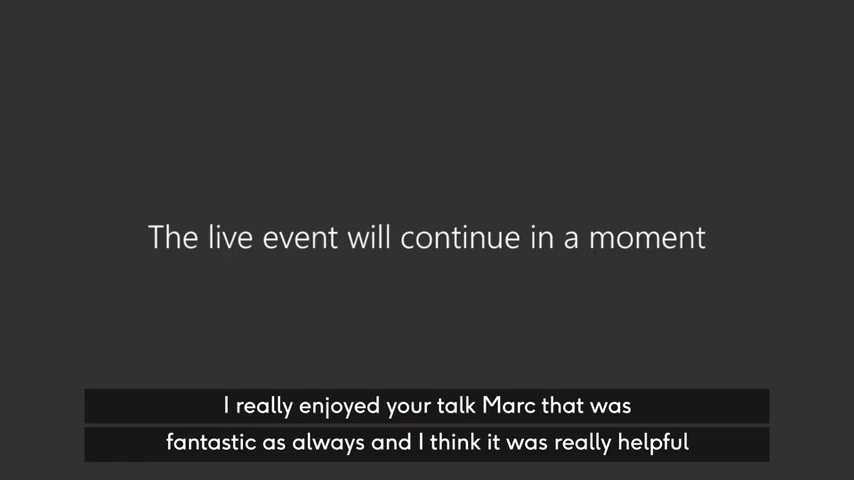 The live event will continue in a moment
I really enjoyed your talk Marc that was
fantastic as always and I think it was really helpful